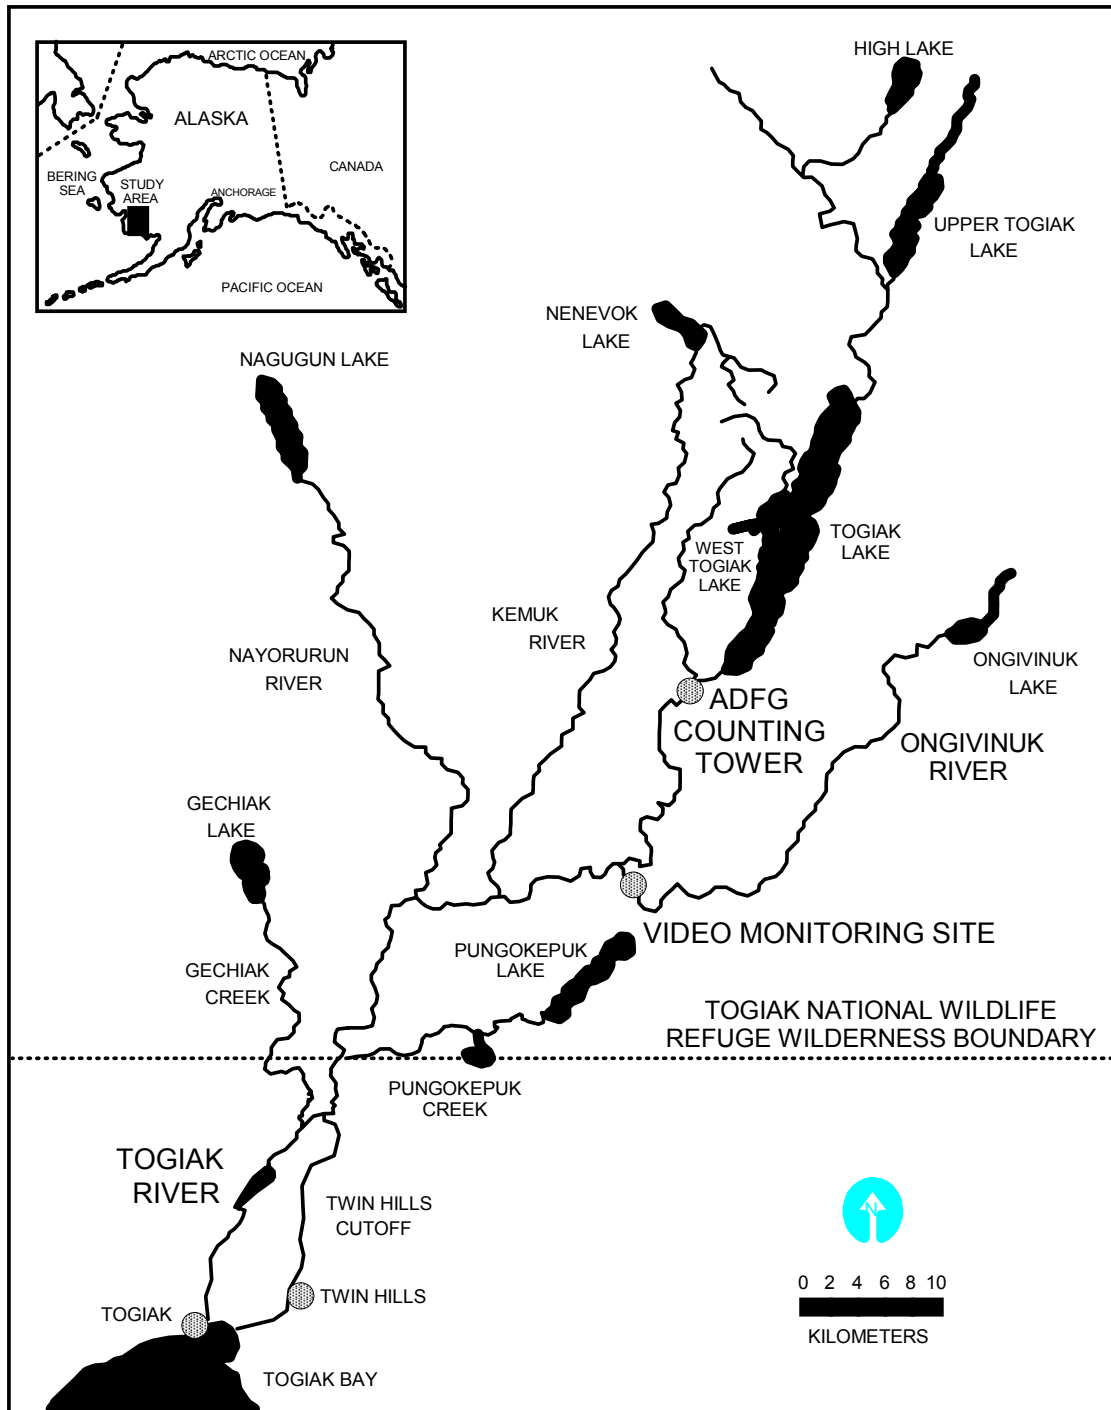 ARCTIC OCEAN
ALASKA
CANADA
BERING
SEA
STUDY
AREA
ANCHORAGE
PACIFIC OCEAN
HIGH LAKE
UPPER TOGIAK
LAKE
NENEVOK
LAKE
NAGUGUN LAKE
WEST
TOGIAK
LAKE
TOGIAK
LAKE
KEMUK
RIVER
NAYORURUN
RIVER
ONGIVINUK
LAKE
ADFG
COUNTING
TOWER
ONGIVINUK
RIVER
GECHIAK
LAKE
VIDEO MONITORING SITE
PUNGOKEPUK
LAKE
GECHIAK
CREEK
TOGIAK NATIONAL WILDLIFE
REFUGE WILDERNESS BOUNDARY
PUNGOKEPUK
CREEK
TOGIAK
RIVER
TWIN HILLS
CUTOFF
N
TWIN HILLS
TOGIAK
0 2 4 6 8 10
KILOMETERS
TOGIAK BAY